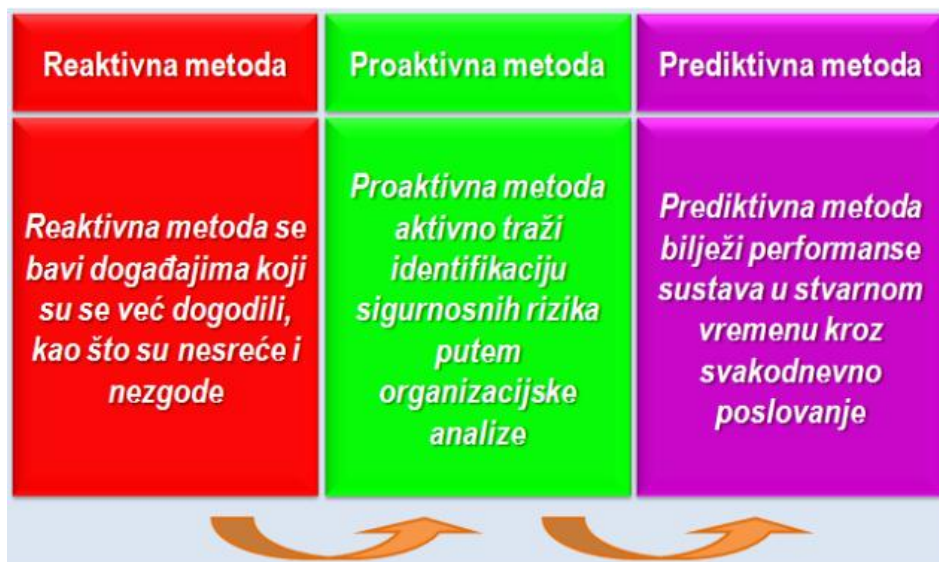 Reaktivna metoda
Proaktivna metoda
Prediktivna metoda
Reaktivna metoda se
bavi događajima koji
su se već dogodili,
kao što su nesreće i
nezgode
Proaktivna metoda
aktivno traži
identifikaciju
sigurnosnih rizika
putem
organizacijske
analize
Prediktivna metoda
bilježi performanse
sustava u stvarnom
vremenu kroz
svakodnevno
poslovanje